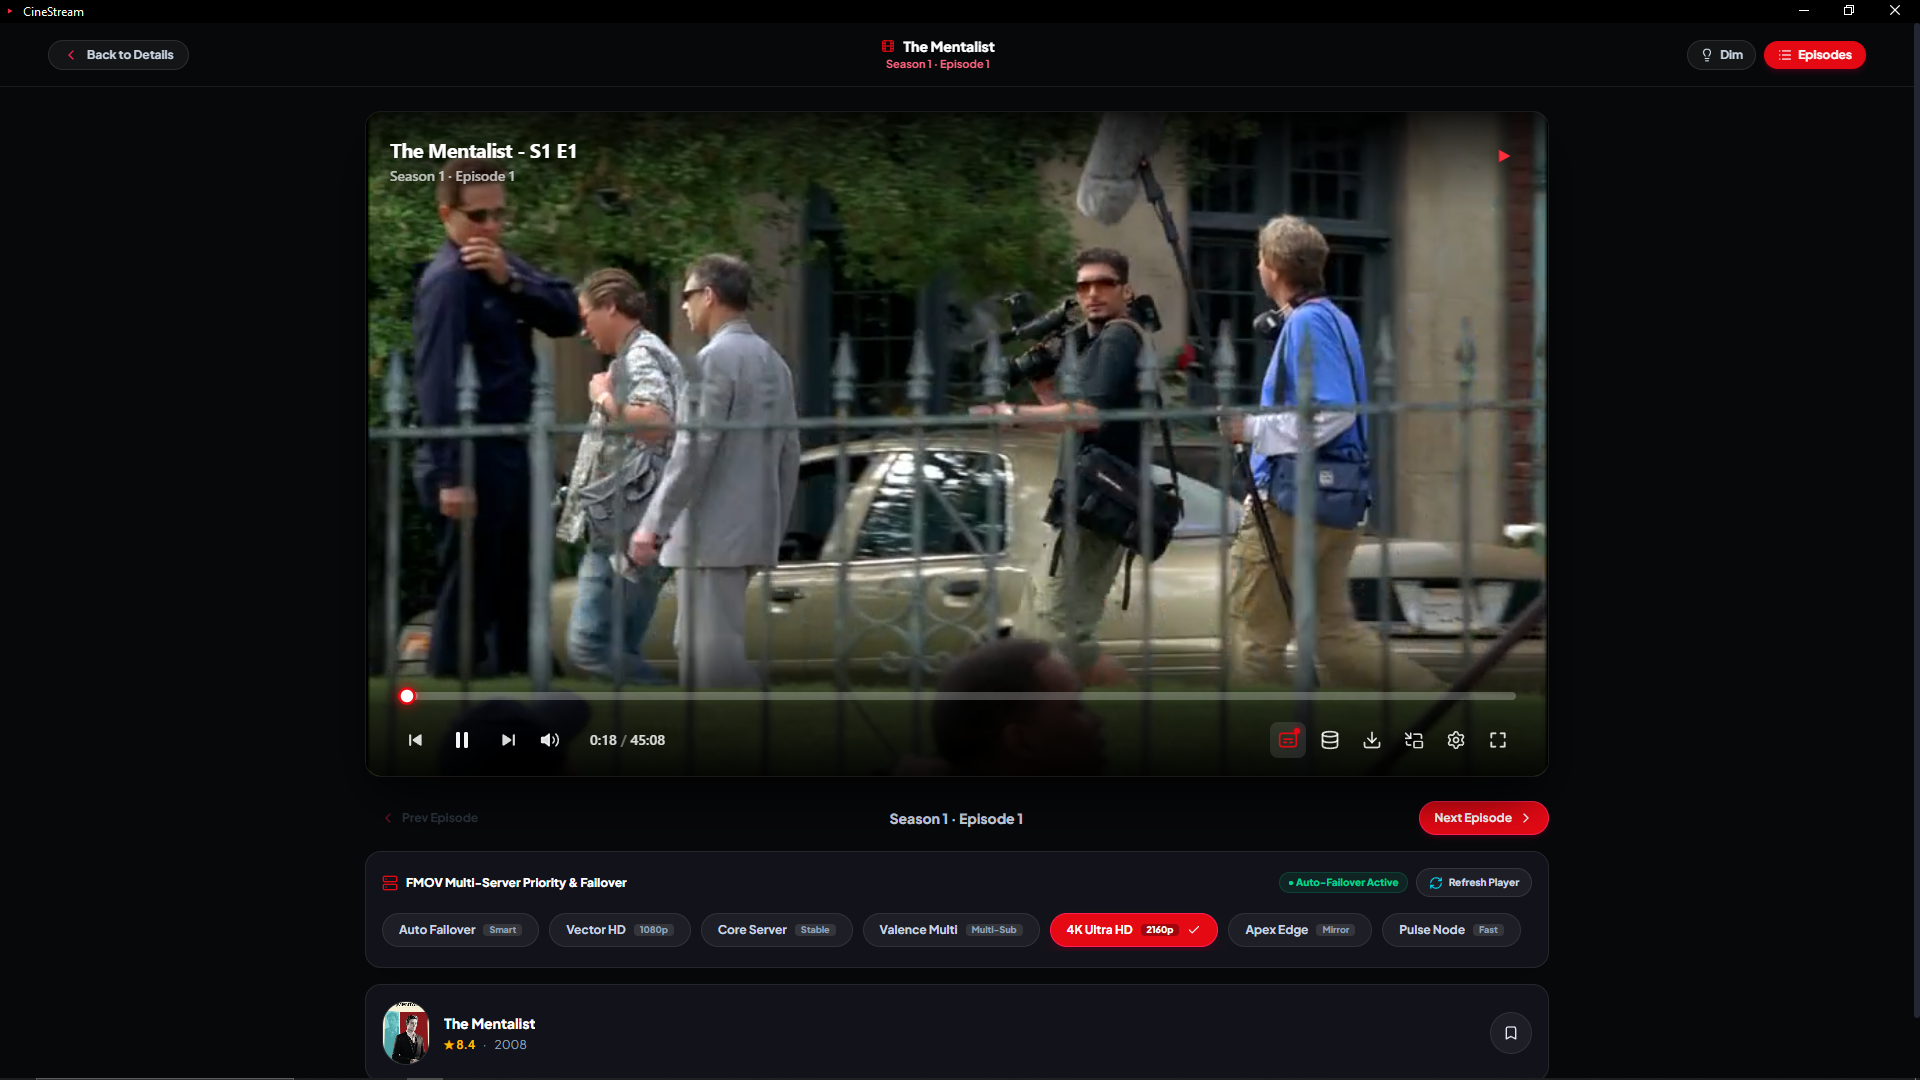 CineStream
Back to Details
The Mentalist
Season 1 · Episode 1
Dim
Episodes
The Mentalist - S1 E1
Season 1 · Episode 1
0:18 / 45:08
Prev Episode
Season 1 · Episode 1
Next Episode
FMOV Multi-Server Priority & Failover
Auto-Failover Active
Refresh Player
Auto Failover Smart
Vector HD 1080p
Core Server Stable
Valence Multi Multi-Sub
4K Ultra HD 2160p
Apex Edge Mirror
Pulse Node Fast
The Mentalist
★ 8.4 · 2008